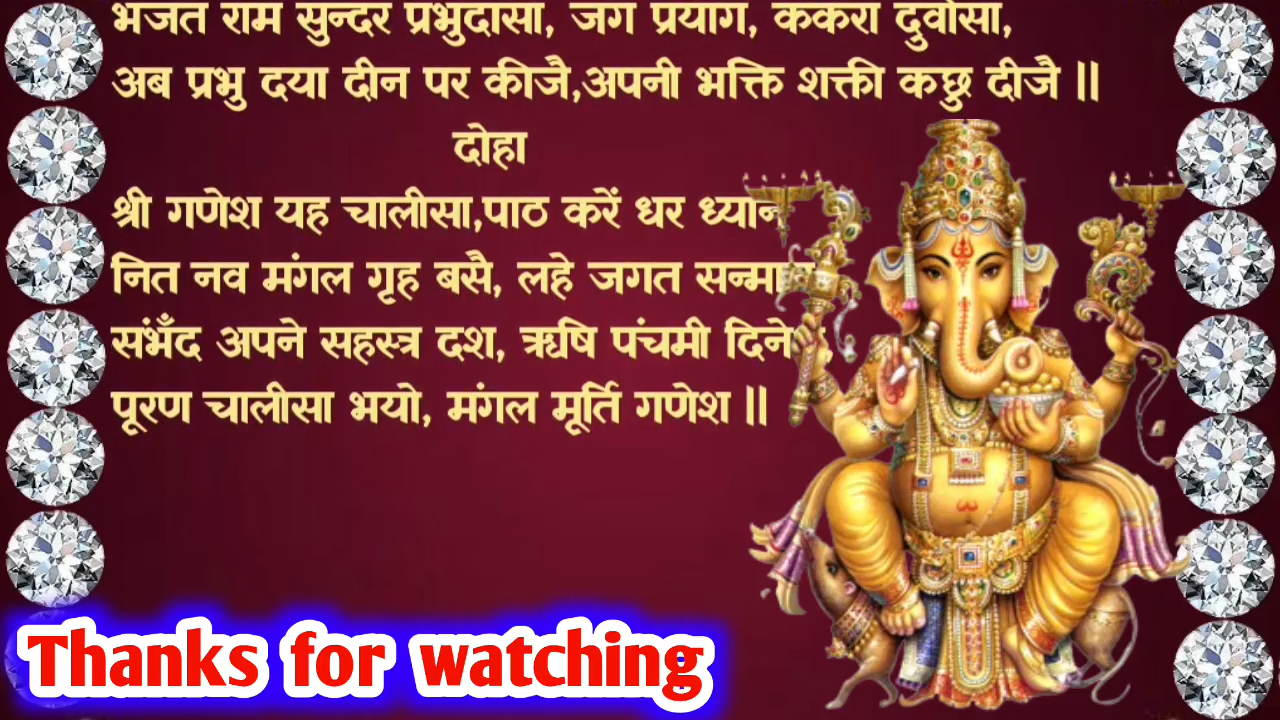 भजत राम सुन्दर प्रभुदासा, जग प्रयाग, ककरा दुर्वासा,
अब प्रभु दया दीन पर कीजै,अपनी भक्ति शक्ती कछु दीजै ॥
दोहा
श्री गणेश यह चालीसा,पाठ करें धर ध्यान
नित नव मंगल गृह बसै, लहे जगत
संभँद अपने सहस्त्र दश, ऋषि पंचमी
पूरण चालीसा भयो, मंगल मूर्ति गणेश ॥
Thanks for watching